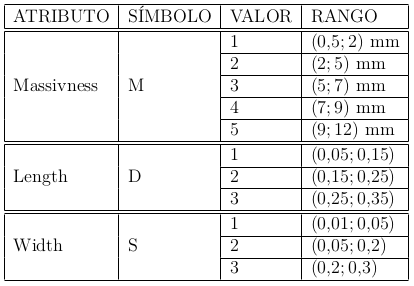 ATRIBUTO SÍMBOLO VALOR RANGO
Massivness M
1 (0,5; 2) mm
2 (2; 5) mm
3 (5; 7) mm
4 (7; 9) mm
5 (9; 12) mm
Length D
1 (0,05; 0,15)
2 (0,15; 0,25)
3 (0,25; 0,35)
Width S
1 (0,01; 0,05)
2 (0,05; 0,2)
3 (0,2; 0,3)